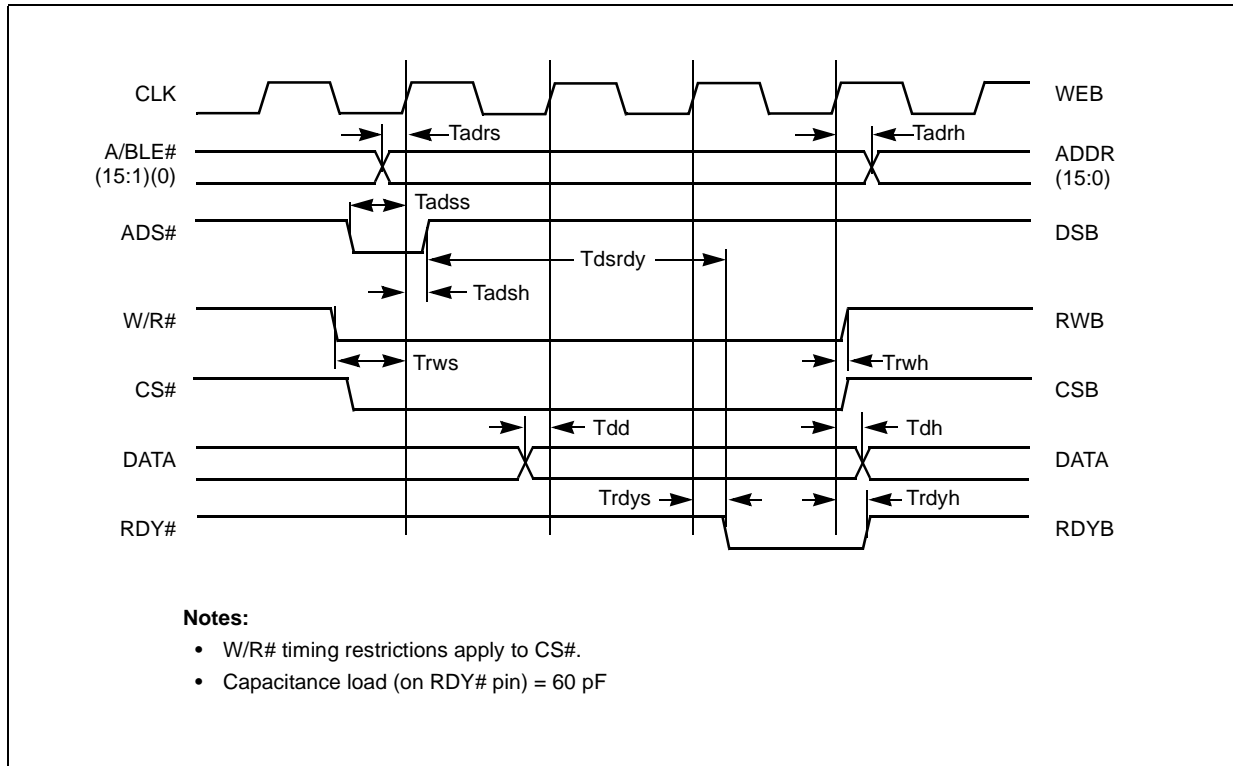 CLK
WEB
Tadrs
Tadrh
A/BLE#
(15:1)(0)
ADDR
(15:0)
Tadss
ADS#
DSB
Tdsrdy
Tadsh
W/R#
RWB
Trws
Trwh
CS#
CSB
Tdd
Tdh
DATA
DATA
Trdys
Trdyh
RDY#
RDYB
Notes:
• W/R# timing restrictions apply to CS#.
• Capacitance load (on RDY# pin) = 60 pF